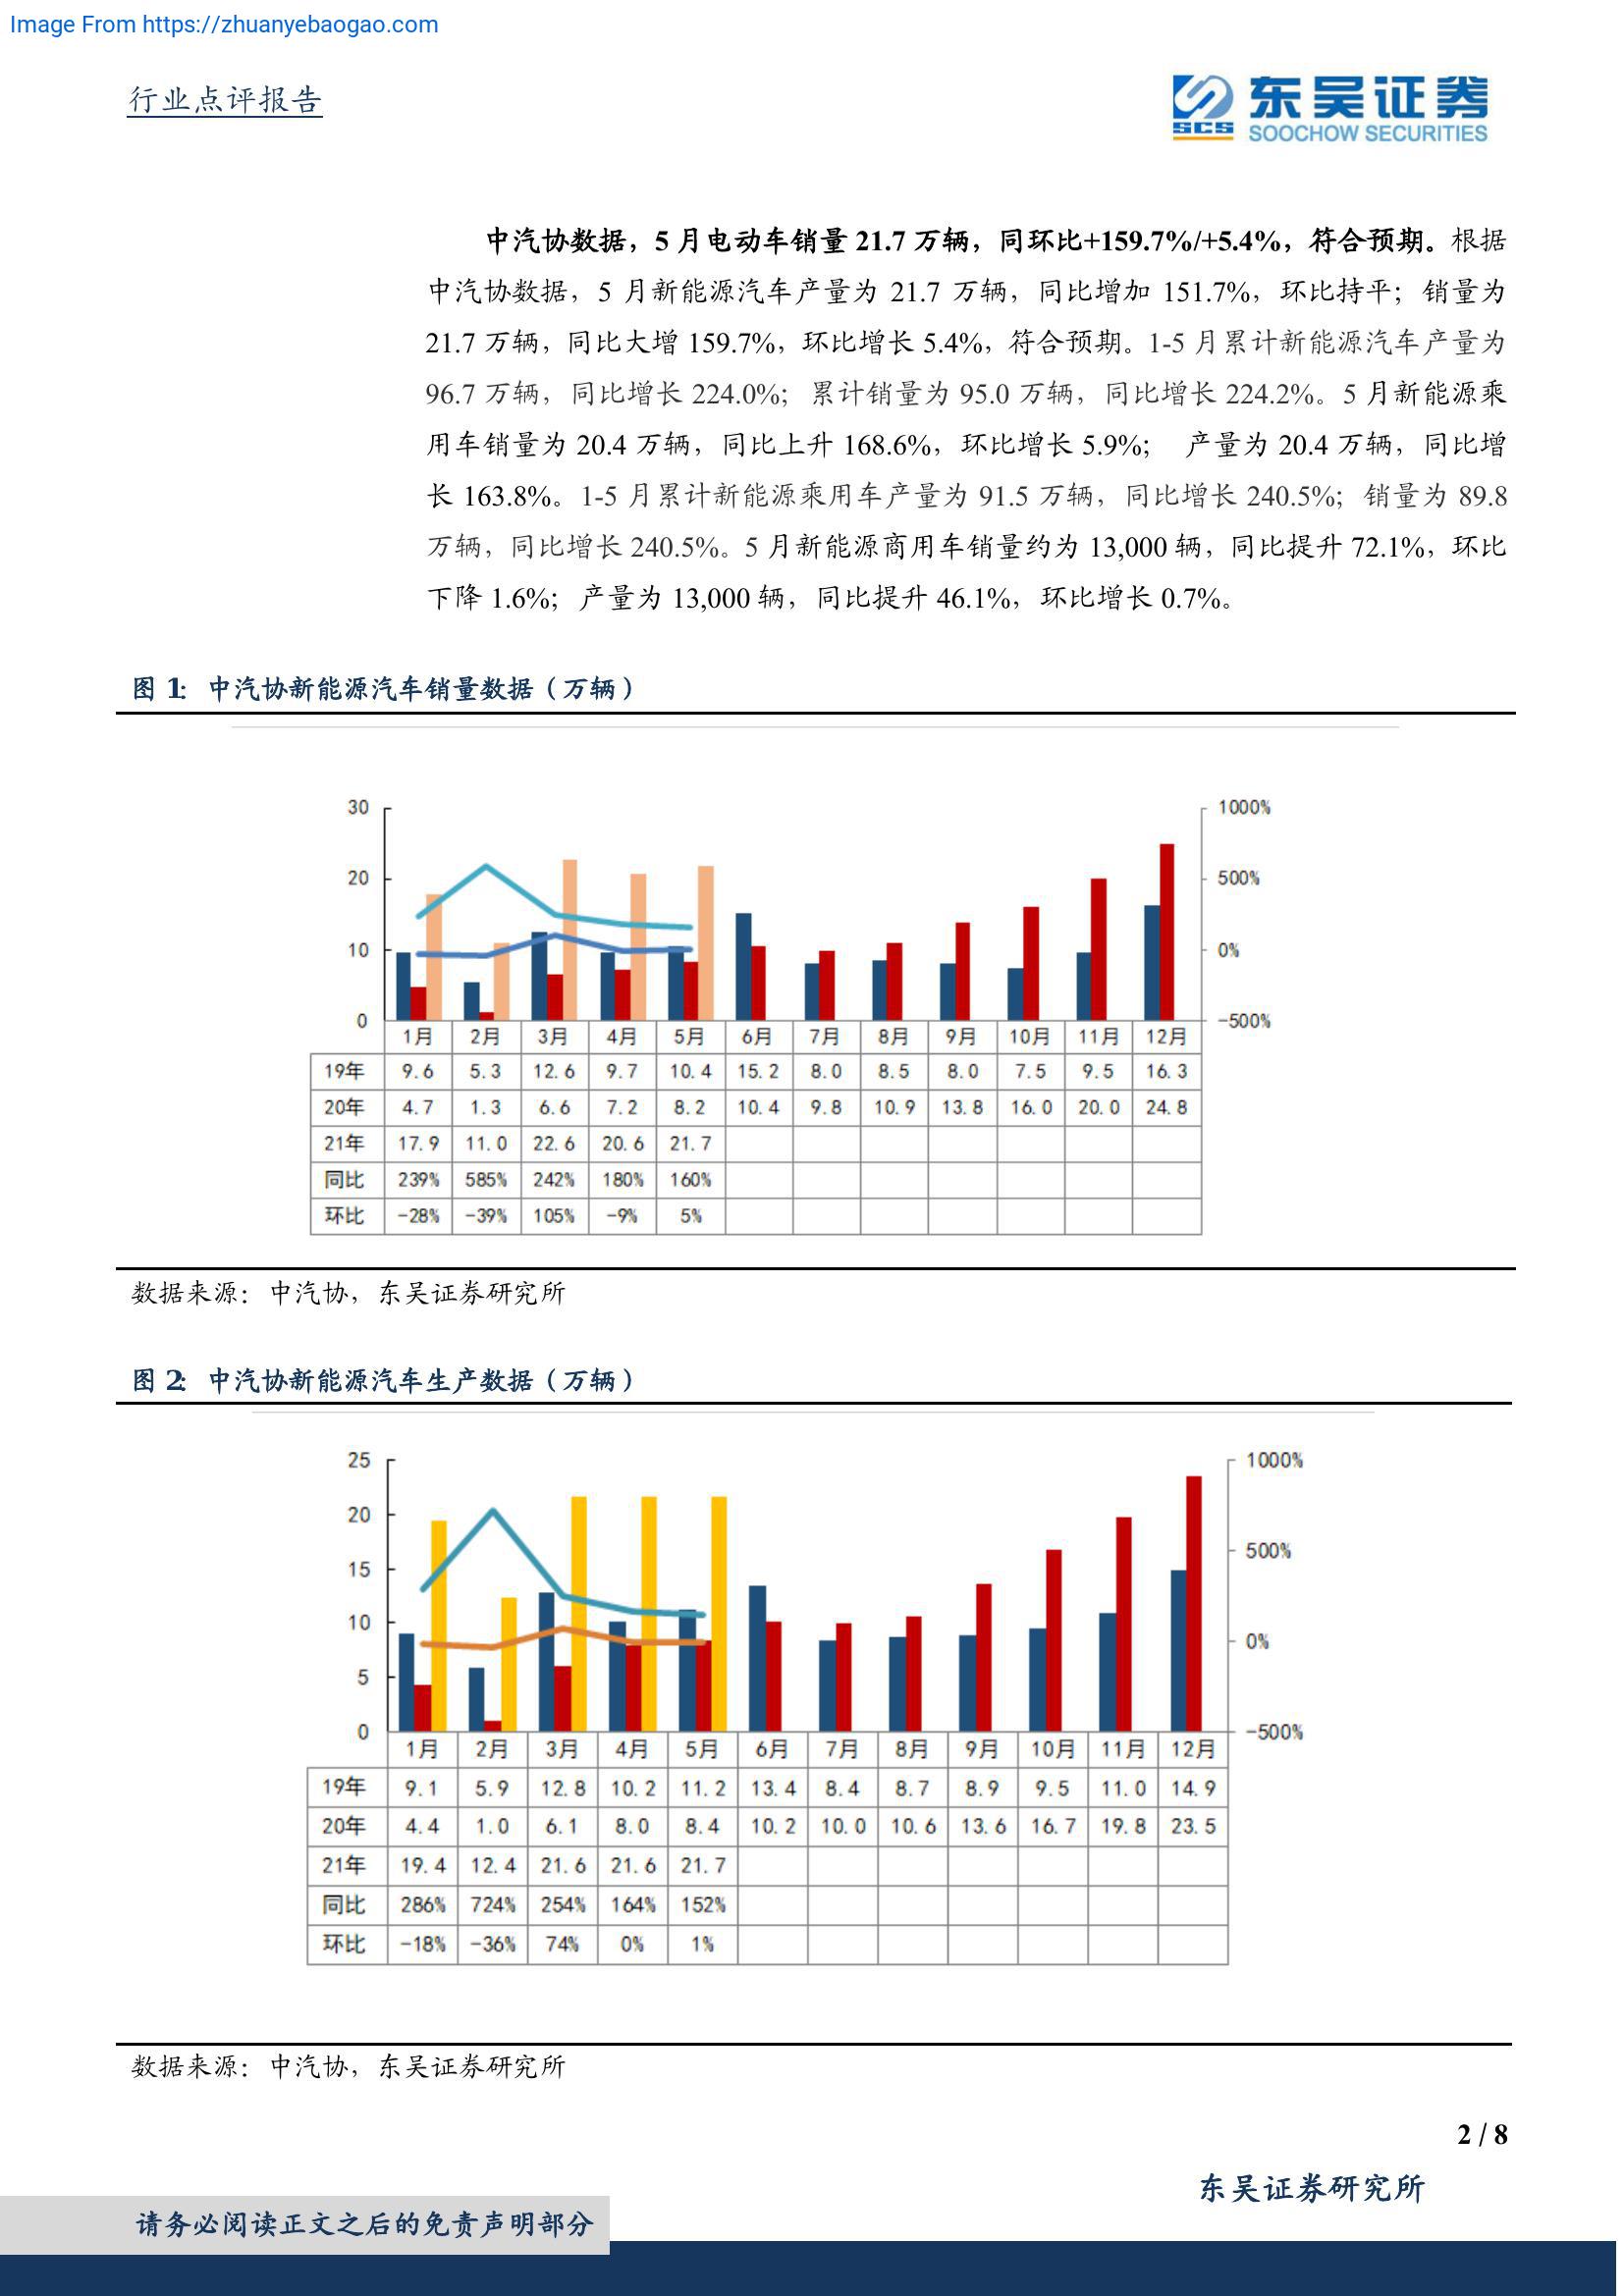 Image From https://zhuanyebaogao.com
行业点评报告
SCS 东吴证券
SOOCHOW SECURITIES
中汽协数据，5 月电动车销量 21.7 万辆，同环比+159.7%/+5.4%，符合预期。根据
中汽协数据，5 月新能源汽车产量为 21.7 万辆，同比增加 151.7%，环比持平；销量为
21.7 万辆，同比大增 159.7%，环比增长 5.4%，符合预期。1-5 月累计新能源汽车产量为
96.7 万辆，同比增长 224.0%；累计销量为 95.0 万辆，同比增长 224.2%。5 月新能源乘
用车销量为 20.4 万辆，同比上升 168.6%，环比增长 5.9%； 产量为 20.4 万辆，同比增
长 163.8%。1-5 月累计新能源乘用车产量为 91.5 万辆，同比增长 240.5%；销量为 89.8
万辆，同比增长 240.5%。5 月新能源商用车销量约为 13,000 辆，同比提升 72.1%，环比
下降 1.6%；产量为 13,000 辆，同比提升 46.1%，环比增长 0.7%。
图 1：中汽协新能源汽车销量数据（万辆）
30 1000%
20 500%
10 0%
0 -500%
1月 2月 3月 4月 5月 6月 7月 8月 9月 10月 11月 12月
19年 9.6 5.3 12.6 9.7 10.4 15.2 8.0 8.5 8.0 7.5 9.5 16.3
20年 4.7 1.3 6.6 7.2 8.2 10.4 9.8 10.9 13.8 16.0 20.0 24.8
21年 17.9 11.0 22.6 20.6 21.7
同比 239% 585% 242% 180% 160%
环比 -28% -39% 105% -9% 5%
数据来源：中汽协，东吴证券研究所
图 2：中汽协新能源汽车生产数据（万辆）
25 1000%
20
15 500%
10 0%
5
0 -500%
1月 2月 3月 4月 5月 6月 7月 8月 9月 10月 11月 12月
19年 9.1 5.9 12.8 10.2 11.2 13.4 8.4 8.7 8.9 9.5 11.0 14.9
20年 4.4 1.0 6.1 8.0 8.4 10.2 10.0 10.6 13.6 16.7 19.8 23.5
21年 19.4 12.4 21.6 21.6 21.7
同比 286% 724% 254% 164% 152%
环比 -18% -36% 74% 0% 1%
数据来源：中汽协，东吴证券研究所
2 / 8
东吴证券研究所
请务必阅读正文之后的免责声明部分